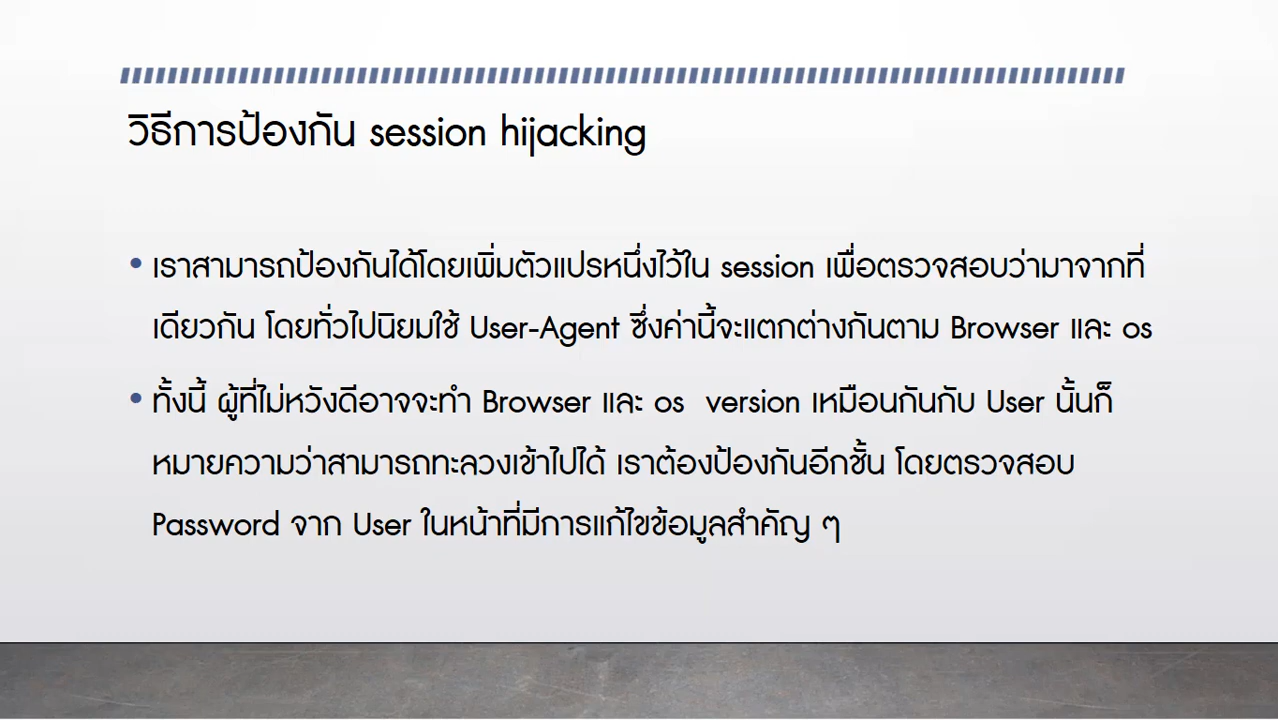 วิธีการป้องกัน session hijacking
• เราสามารถป้องกันได้โดยเพิ่มตัวแปรหนึ่งไว้ใน session เพื่อตรวจสอบว่ามาจากที่
เดียวกัน โดยทั่วไปนิยมใช้ User-Agent ซึ่งค่านี้จะแตกต่างกันตาม Browser และ os
• ทั้งนี้ ผู้ที่ไม่หวังดีอาจจะทำ Browser และ os  version เหมือนกันกับ User นั้นก็
หมายความว่าสามารถทะลวงเข้าไปได้ เราต้องป้องกันอีกชั้น โดยตรวจสอบ
Password จาก User ในหน้าที่มีการแก้ไขข้อมูลสำคัญ ๆ